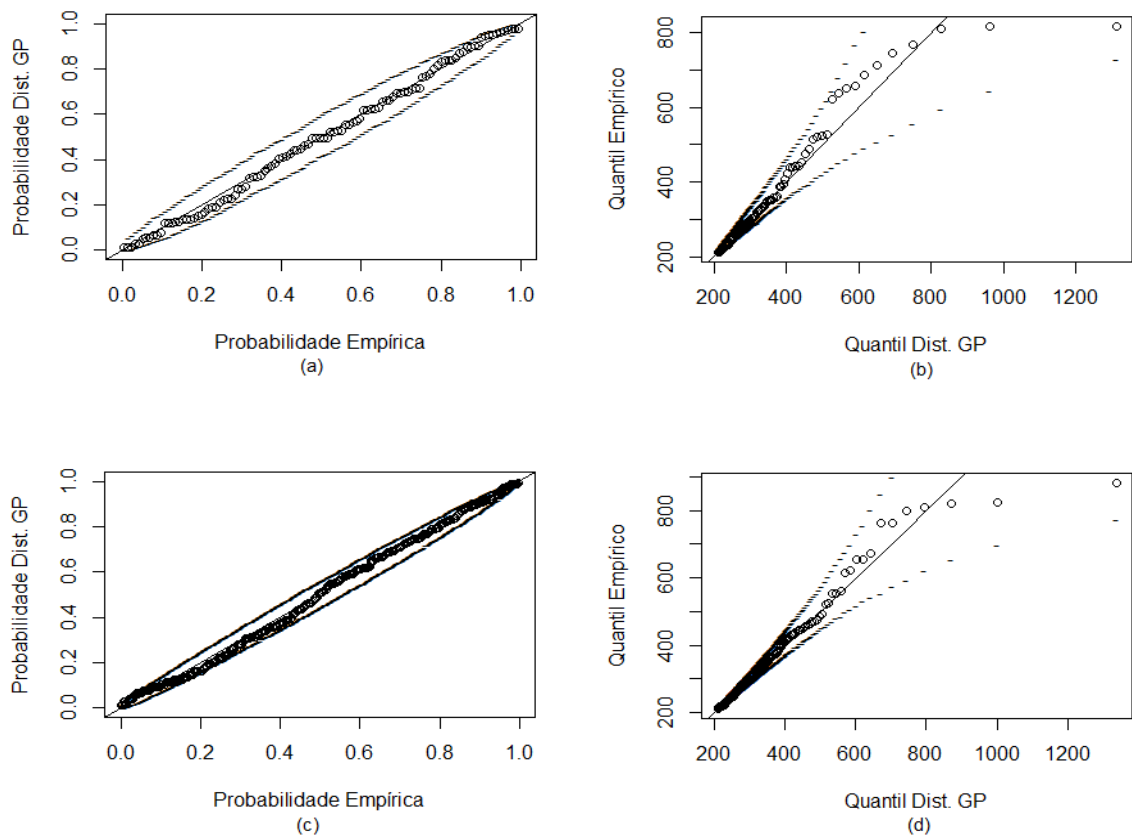 Probabilidade Dist. GP
0.0 0.2 0.4 0.6 0.8 1.0
0.0 0.2 0.4 0.6 0.8 1.0
Probabilidade Empírica
(a)
Quantil Empírico
200 400 600 800
200 400 600 800 1000 1200
Quantil Dist. GP
(b)
Probabilidade Dist. GP
0.0 0.2 0.4 0.6 0.8 1.0
0.0 0.2 0.4 0.6 0.8 1.0
Probabilidade Empírica
(c)
Quantil Empírico
200 400 600 800
200 400 600 800 1000 1200
Quantil Dist. GP
(d)